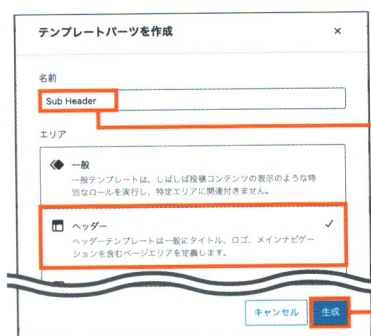 テンプレートパーツを作成
×
名前
Sub Header
エリア
一般
一般テンプレートは、しばしば投稿コンテンツの表示のような特
別なロールを実行し、特定エリアに関連付きません。
ヘッダー
ヘッダーテンプレートは一般にタイトル、ロゴ、メインナビゲー
ションを含むページエリアを定義します。
キャンセル 生成